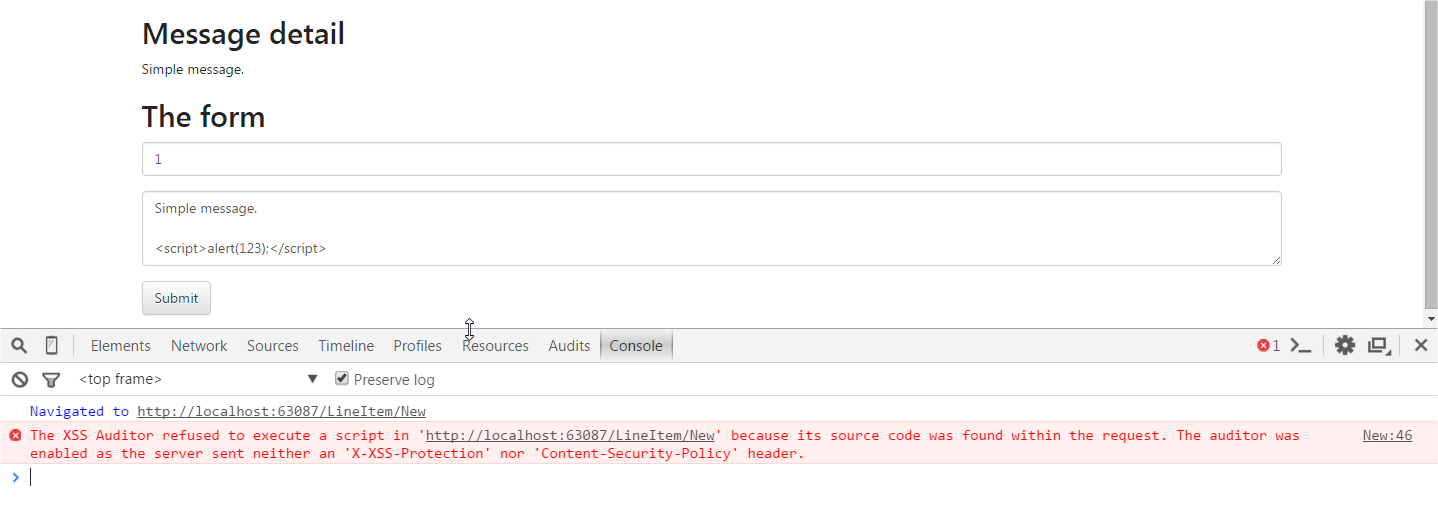 Message detail
Simple message.
The form
1
Simple message.
<script>alert(123);</script>
Submit
Elements Network Sources Timeline Profiles Resources Audits Console 1
<top frame> Preserve log
Navigated to http://localhost:63087/LineItem/New
The XSS Auditor refused to execute a script in 'http://localhost:63087/LineItem/New' because its source code was found within the request. The auditor was New:46
enabled as the server sent neither an 'X-XSS-Protection' nor 'Content-Security-Policy' header.